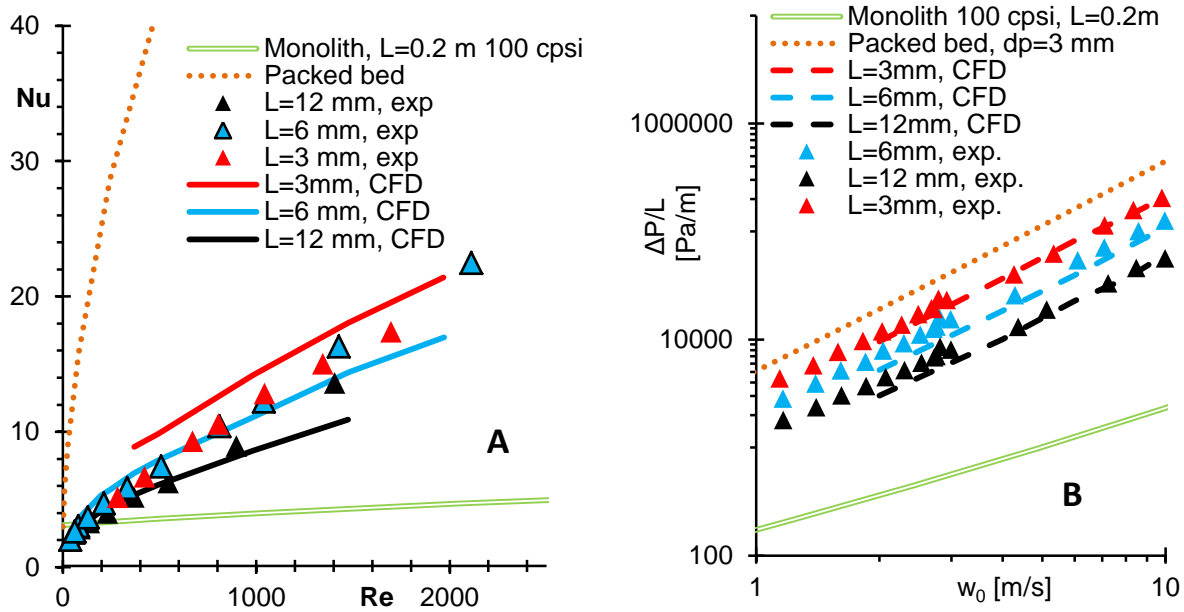 40
30
20
10
0
Nu
0
1000
Re
2000
Monolith, L=0.2 m 100 cpsi
Packed bed
L=12 mm, exp
L=6 mm, exp
L=3 mm, exp
L=3mm, CFD
L=6 mm, CFD
L=12 mm, CFD
A
Monolith 100 cpsi, L=0.2m
Packed bed, dp=3 mm
L=3mm, CFD
L=6mm, CFD
L=12mm, CFD
L=6mm, exp.
L=12 mm, exp.
L=3mm, exp.
1000000
ΔP/L
[Pa/m]
10000
100
B
1
w₀ [m/s]
10